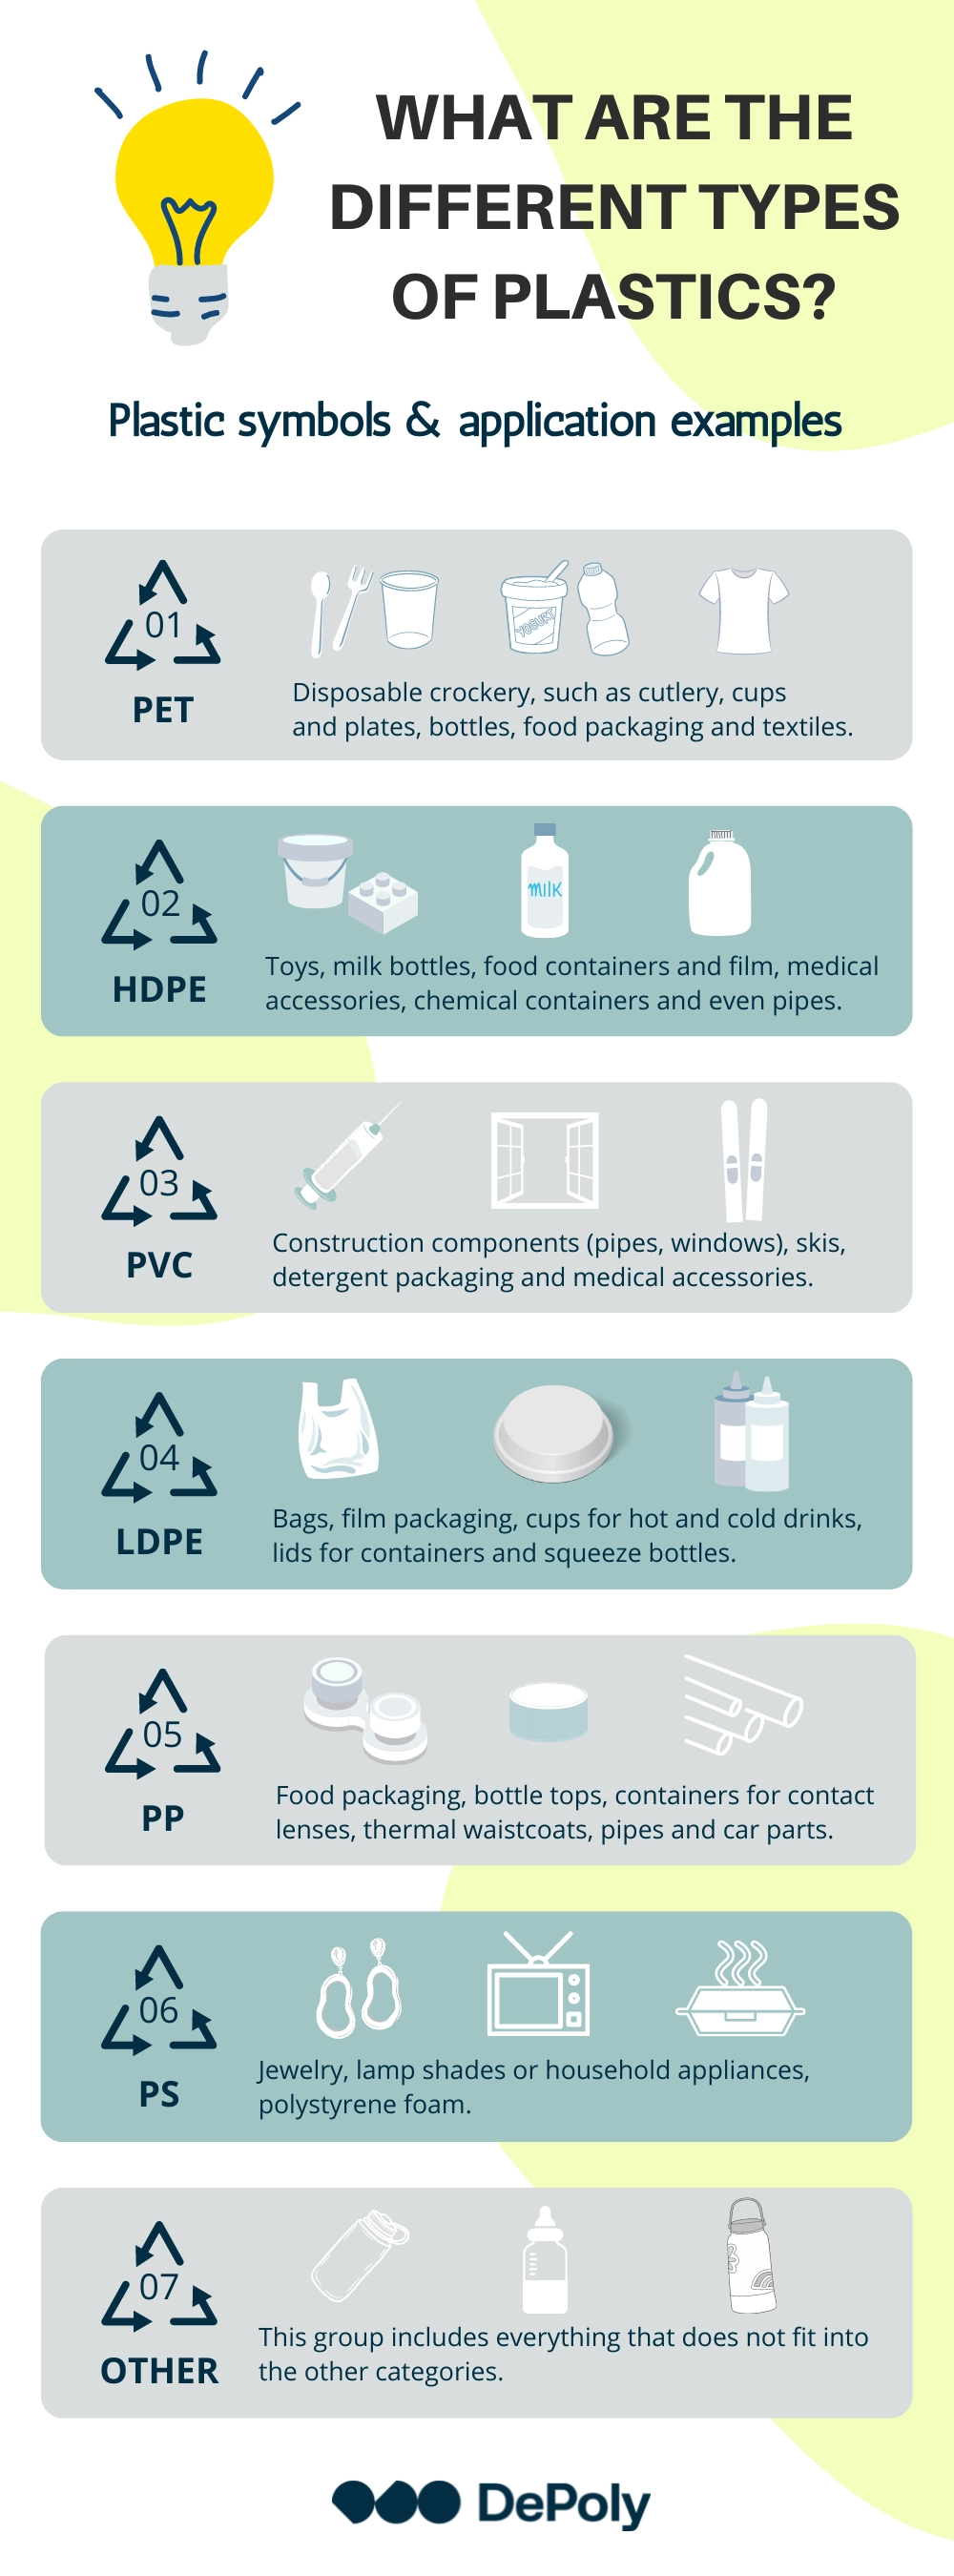 WHAT ARE THE
DIFFERENT TYPES
OF PLASTICS?
Plastic symbols & application examples
01
PET
YOGURT
Disposable crockery, such as cutlery, cups
and plates, bottles, food packaging and textiles.
02
HDPE
milk
Toys, milk bottles, food containers and film, medical
accessories, chemical containers and even pipes.
03
PVC
Construction components (pipes, windows), skis,
detergent packaging and medical accessories.
04
LDPE
Bags, film packaging, cups for hot and cold drinks,
lids for containers and squeeze bottles.
05
PP
Food packaging, bottle tops, containers for contact
lenses, thermal waistcoats, pipes and car parts.
06
PS
Jewelry, lamp shades or household appliances,
polystyrene foam.
07
OTHER
This group includes everything that does not fit into
the other categories.
DePoly